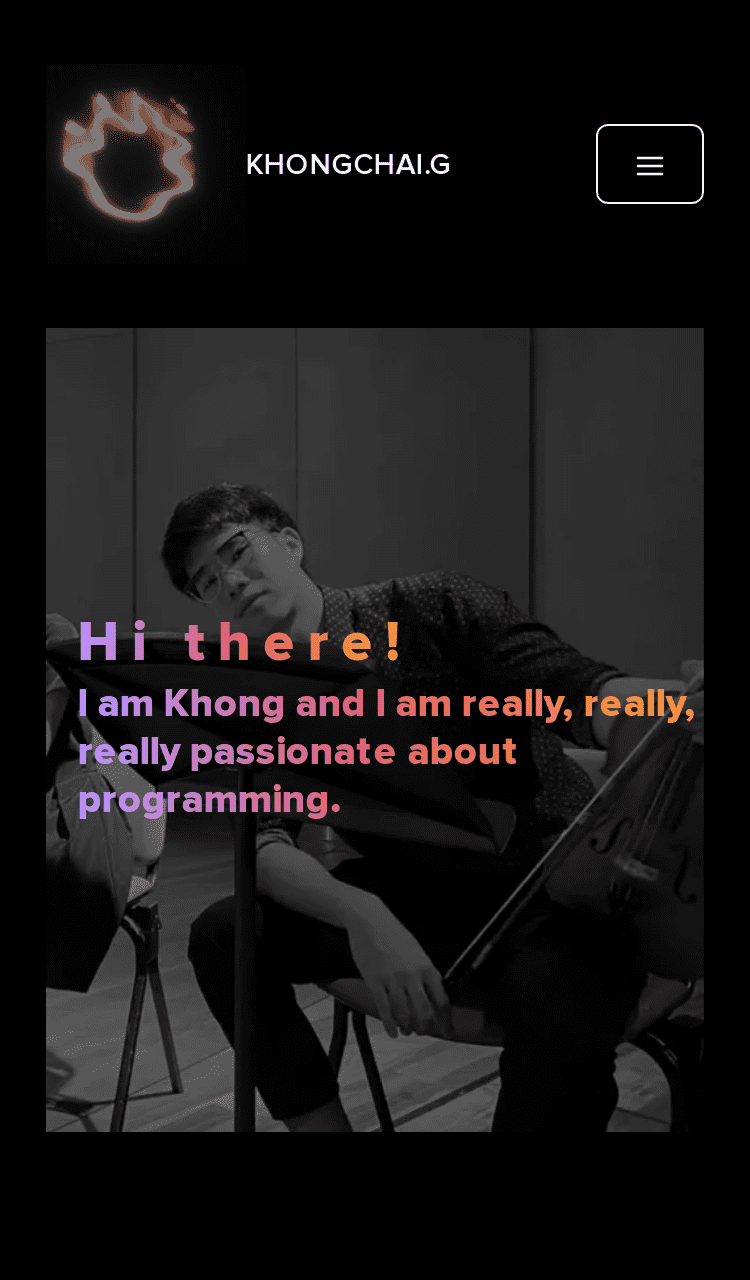 KHONGCHAI.G
Hi there!
I am Khong and I am really, really,
really passionate about
programming.